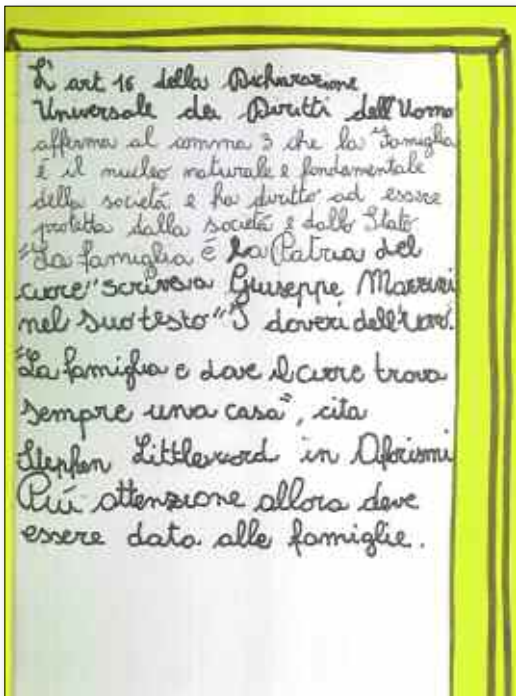 L'art 16 della Dichiarazione
Universale dei Diritti dell'Uomo
afferma al comma 3 che la "Famiglia
è il nucleo naturale e fondamentale
della società e ha diritto ad essere
protetta dalla società e dallo Stato
"La famiglia è la Patria del
cuore" scriveva Giuseppe Mazzini
nel suo testo "I doveri dell'uomo".
"La famiglia e dove il cuore trova
sempre una casa", cita
Stephen Littleword in Aforismi
Più attenzione allora deve
essere data alle famiglie.